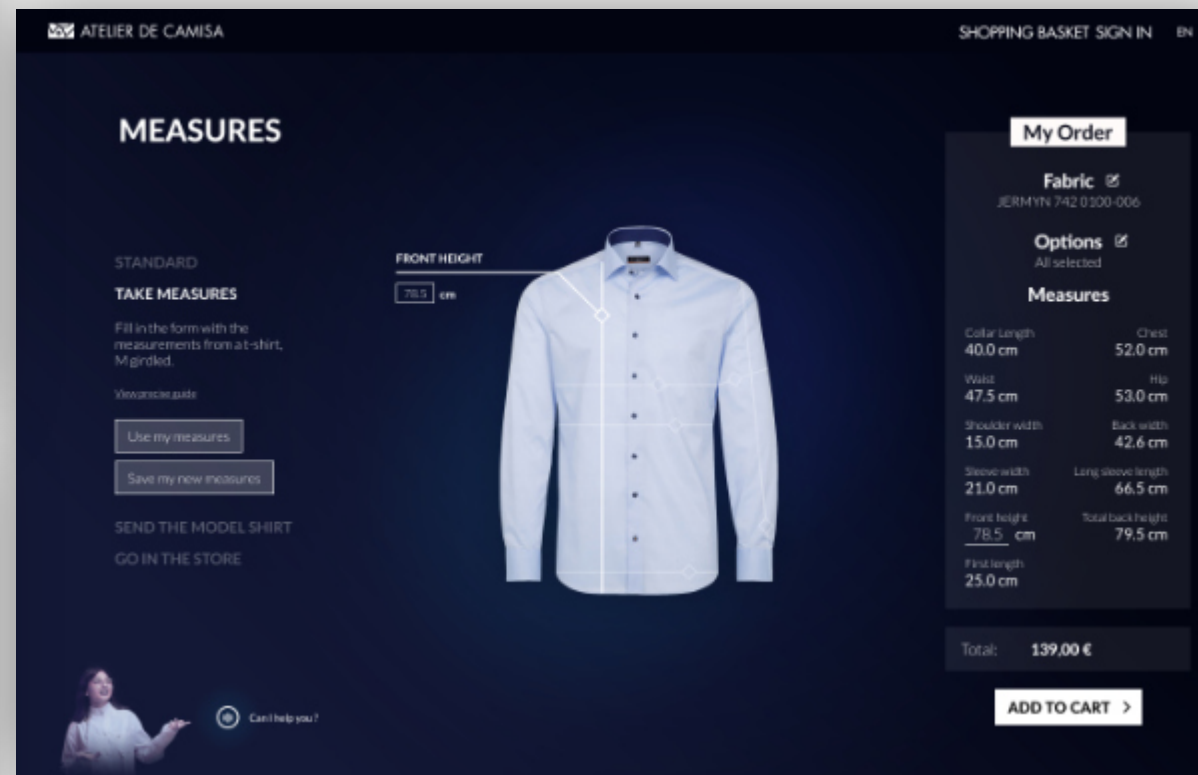 ATELIER DE CAMISA
SHOPPING BASKET SIGN IN EN
MEASURES
STANDARD
TAKE MEASURES
Fill in the form with the
measurements from a t-shirt,
M girdled.
View precise guide
Use my measures
Save my new measures
SEND THE MODEL SHIRT
GO IN THE STORE
Can I help you ?
FRONT HEIGHT
78.5 cm
My Order
Fabric
JERMYN 742 0100-006
Options
All selected
Measures
Collar Length Chest
40.0 cm 52.0 cm
Waist Hip
47.5 cm 53.0 cm
Shoulder width Back width
15.0 cm 42.6 cm
Sleeve width Long sleeve length
21.0 cm 66.5 cm
Front height Total back height
78.5 cm 79.5 cm
First length
25.0 cm
Total: 139,00 €
ADD TO CART >